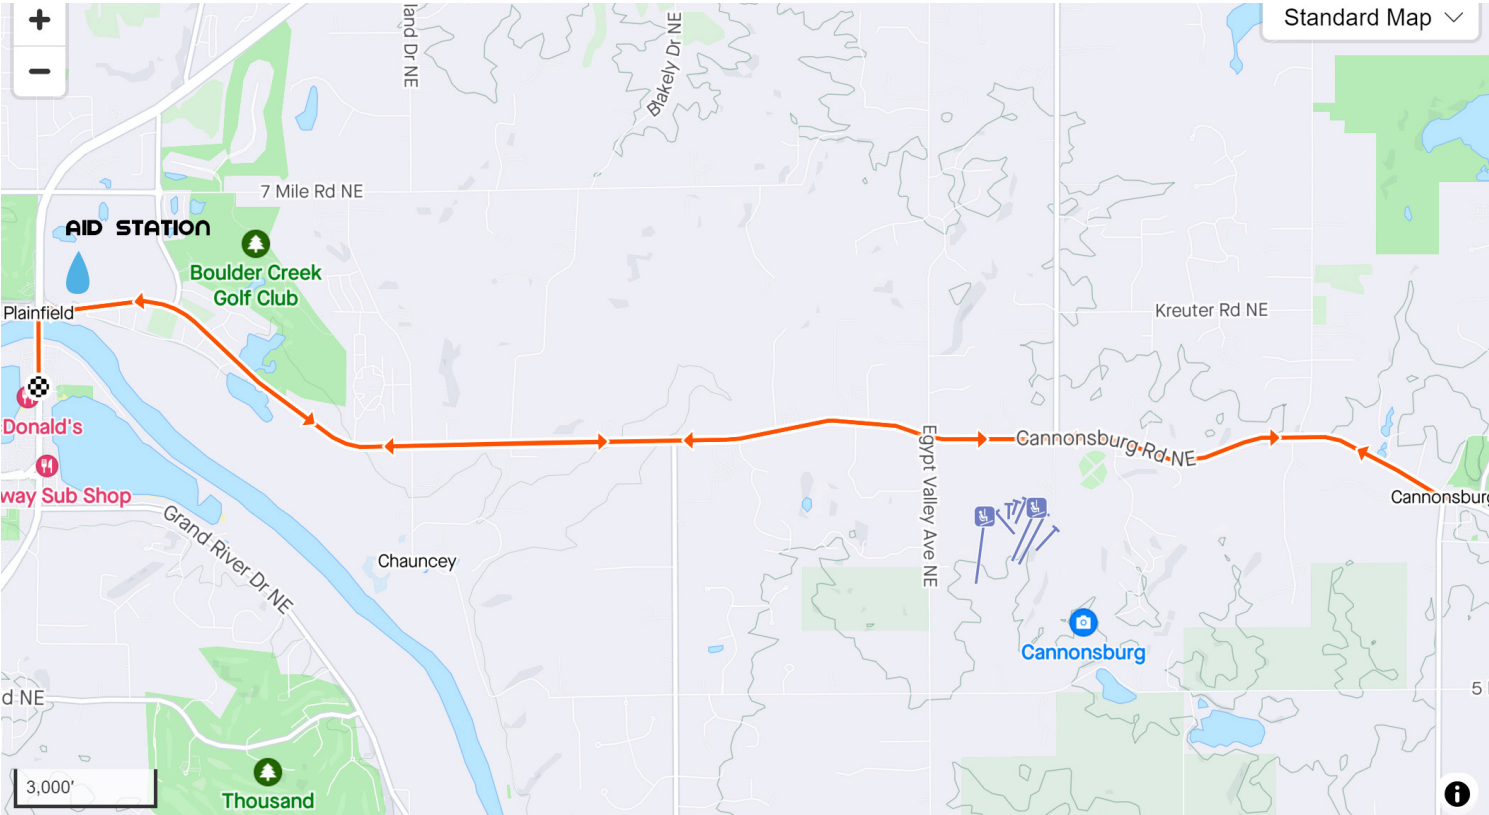 Standard Map
land Dr NE
Blakely Dr NE
7 Mile Rd NE
AID STATION
Boulder Creek
Golf Club
Plainfield
Kreuter Rd NE
Donald's
way Sub Shop
Cannonsburg Rd NE
Egypt Valley Ave NE
Cannonsburg
Grand River Dr NE
Chauncey
Cannonsburg
d NE
5
3,000'
Thousand